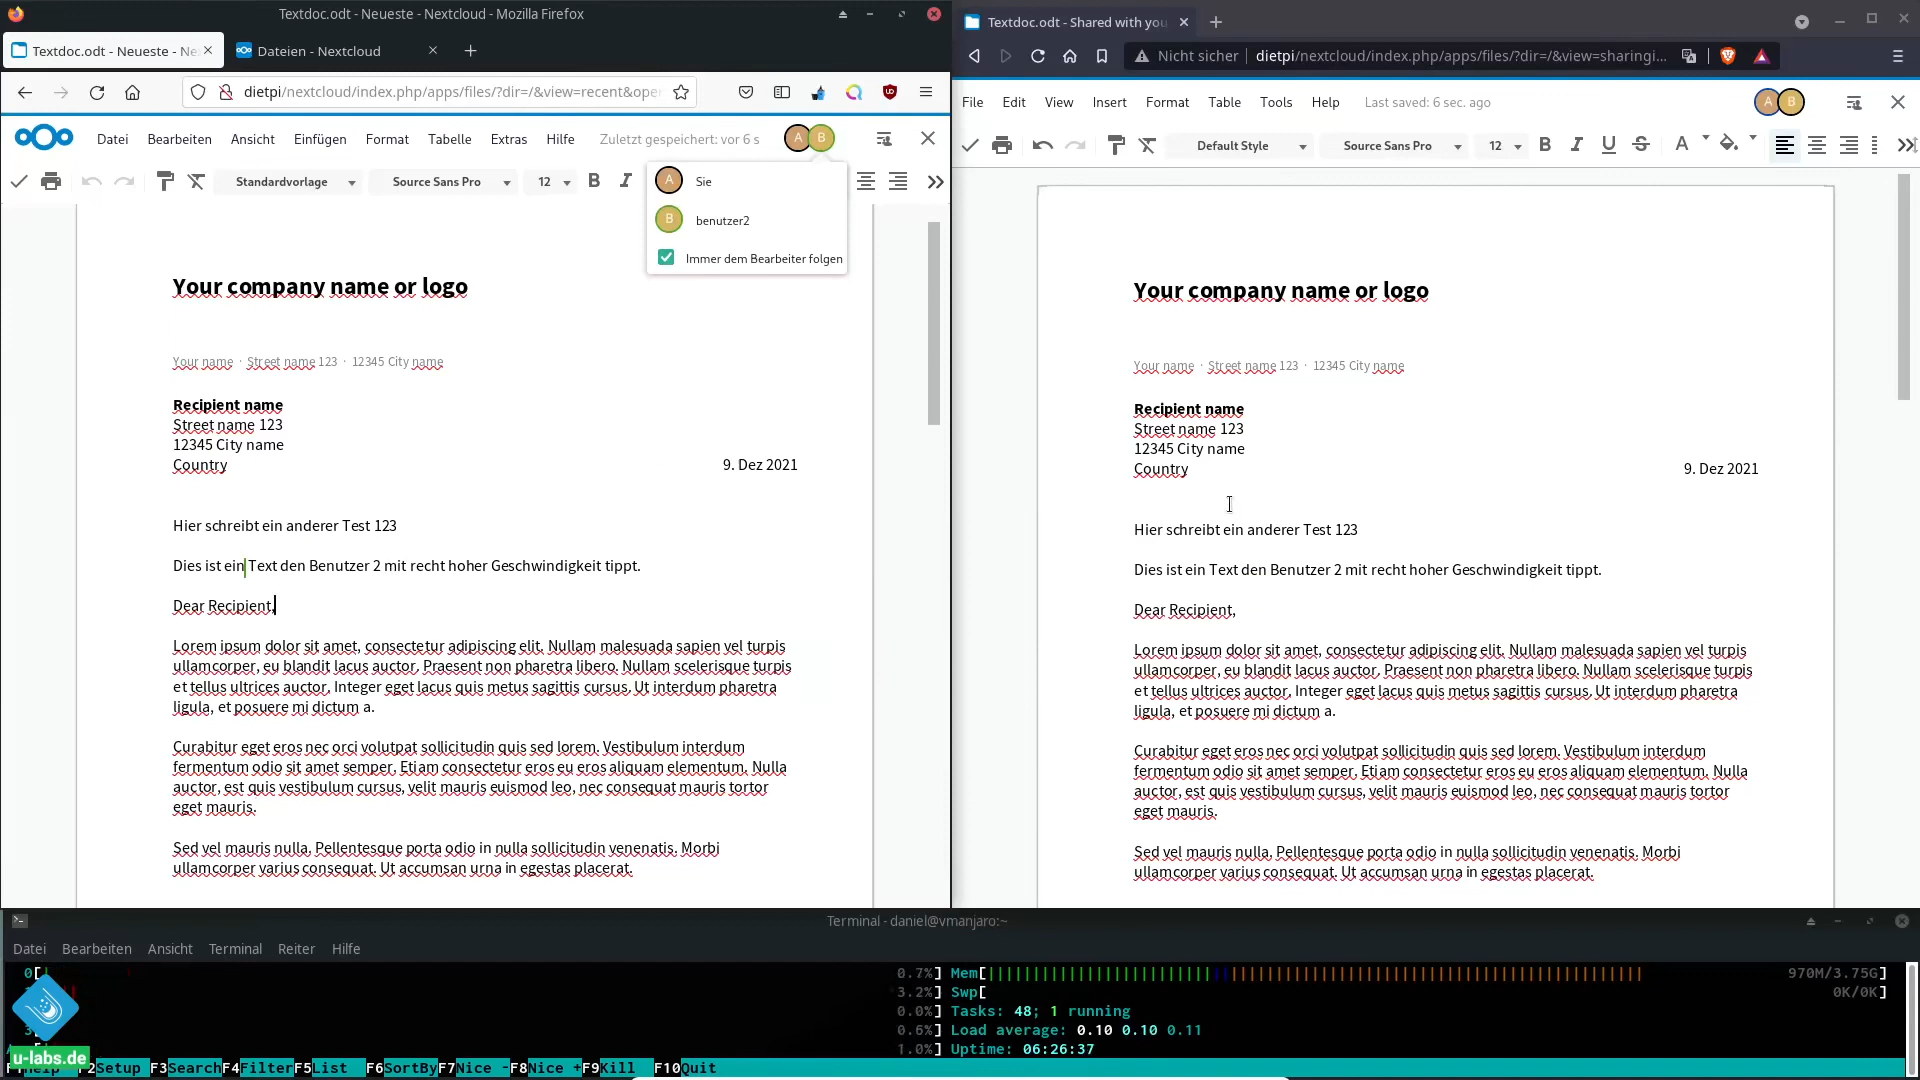 Textdoc.odt - Neueste - Nextcloud - Mozilla Firefox
Textdoc.odt - Neueste - Ne
Dateien - Nextcloud
dietpi/nextcloud/index.php/apps/files/?dir=/&view=recent&ope
Datei Bearbeiten Ansicht Einfügen Format Tabelle Extras Hilfe Zuletzt gespeichert: vor 6 s A B
Standardvorlage Source Sans Pro 12 B I
A Sie
B benutzer2
Immer dem Bearbeiter folgen
Your company name or logo
Your name · Street name 123 · 12345 City name
Recipient name
Street name 123
12345 City name
Country 9. Dez 2021
Hier schreibt ein anderer Test 123
Dies ist ein Text den Benutzer 2 mit recht hoher Geschwindigkeit tippt.
Dear Recipient,
Lorem ipsum dolor sit amet, consectetur adipiscing elit. Nullam malesuada sapien vel turpis
ullamcorper, eu blandit lacus auctor. Praesent non pharetra libero. Nullam scelerisque turpis
et tellus ultrices auctor. Integer eget lacus quis metus sagittis cursus. Ut interdum pharetra
ligula, et posuere mi dictum a.
Curabitur eget eros nec orci volutpat sollicitudin quis sed lorem. Vestibulum interdum
fermentum odio sit amet semper. Etiam consectetur eros eu eros aliquam elementum. Nulla
auctor, est quis vestibulum cursus, velit mauris euismod leo, nec consequat mauris tortor
eget mauris.
Sed vel mauris nulla. Pellentesque porta odio in nulla sollicitudin venenatis. Morbi
ullamcorper varius consequat. Ut accumsan urna in egestas placerat.
Textdoc.odt - Shared with you
Nicht sicher dietpi/nextcloud/index.php/apps/files/?dir=/&view=sharingi...
File Edit View Insert Format Table Tools Help Last saved: 6 sec. ago A B
Default Style Source Sans Pro 12 B I U S A
Your company name or logo
Your name · Street name 123 · 12345 City name
Recipient name
Street name 123
12345 City name
Country 9. Dez 2021
Hier schreibt ein anderer Test 123
Dies ist ein Text den Benutzer 2 mit recht hoher Geschwindigkeit tippt.
Dear Recipient,
Lorem ipsum dolor sit amet, consectetur adipiscing elit. Nullam malesuada sapien vel turpis
ullamcorper, eu blandit lacus auctor. Praesent non pharetra libero. Nullam scelerisque turpis
et tellus ultrices auctor. Integer eget lacus quis metus sagittis cursus. Ut interdum pharetra
ligula, et posuere mi dictum a.
Curabitur eget eros nec orci volutpat sollicitudin quis sed lorem. Vestibulum interdum
fermentum odio sit amet semper. Etiam consectetur eros eu eros aliquam elementum. Nulla
auctor, est quis vestibulum cursus, velit mauris euismod leo, nec consequat mauris tortor
eget mauris.
Sed vel mauris nulla. Pellentesque porta odio in nulla sollicitudin venenatis. Morbi
ullamcorper varius consequat. Ut accumsan urna in egestas placerat.
Terminal - daniel@vmanjaro:~
Datei Bearbeiten Ansicht Terminal Reiter Hilfe
0[ 0.7%] Mem[ 970M/3.75G]
3.2%] Swp[ 0K/0K]
0.0%] Tasks: 48; 1 running
3[ 0.6%] Load average: 0.10 0.10 0.11
1.0%] Uptime: 06:26:37
u-labs.de
Setup F3Search F4Filter F5List F6SortBy F7Nice - F8Nice + F9Kill F10Quit